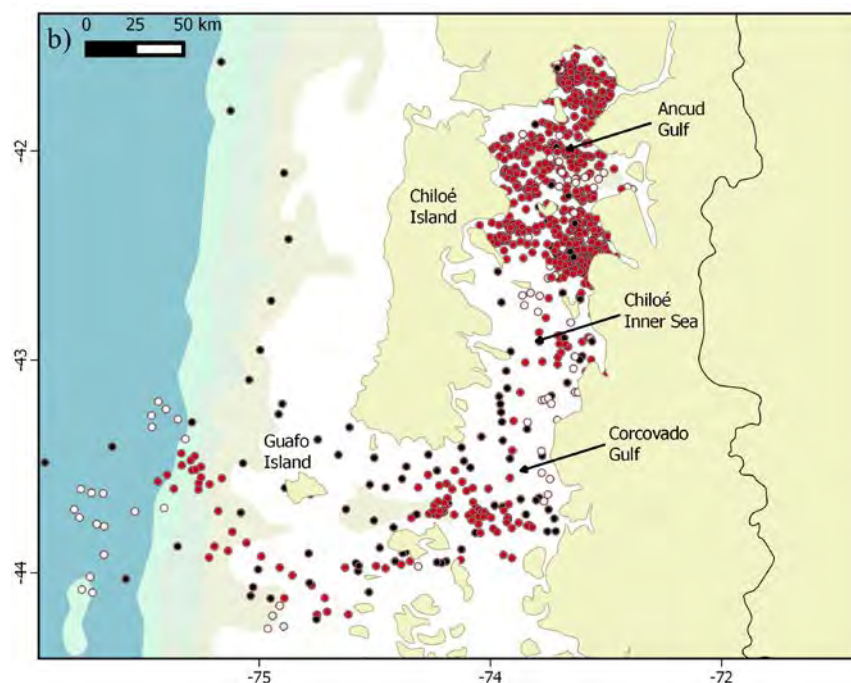 b)
0 25 50 km
Ancud
Gulf
Chiloé
Island
Chiloé
Inner Sea
Guafo
Island
Corcovado
Gulf
-42
-43
-44
-75
-74
-72